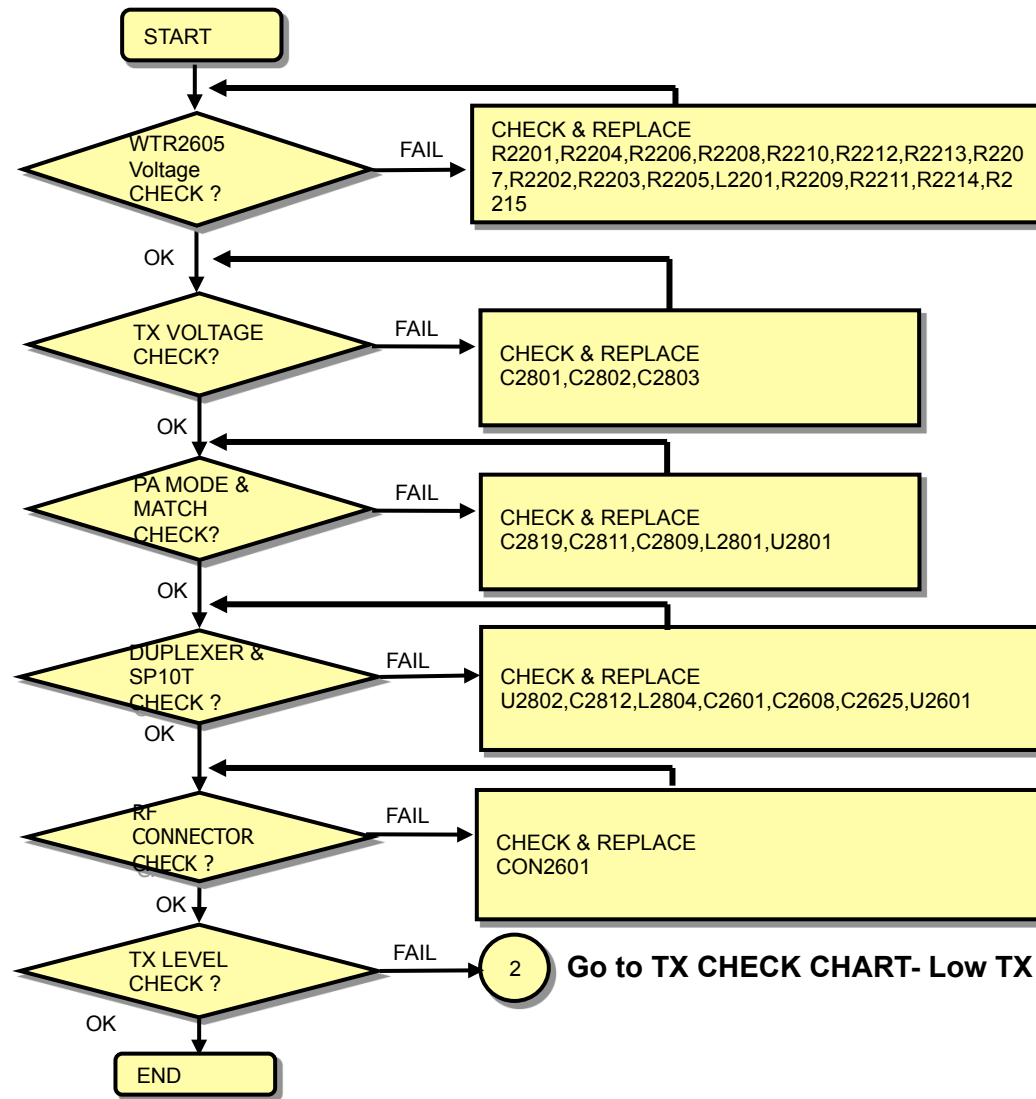 START
WTR2605
Voltage
CHECK ?
FAIL
CHECK & REPLACE
R2201,R2204,R2206,R2208,R2210,R2212,R2213,R220
7,R2202,R2203,R2205,L2201,R2209,R2211,R2214,R2
215
OK
TX VOLTAGE
CHECK?
FAIL
CHECK & REPLACE
C2801,C2802,C2803
OK
PA MODE &
MATCH
CHECK?
FAIL
CHECK & REPLACE
C2819,C2811,C2809,L2801,U2801
OK
DUPLEXER &
SP10T
CHECK ?
FAIL
CHECK & REPLACE
U2802,C2812,L2804,C2601,C2608,C2625,U2601
OK
RF
CONNECTOR
CHECK ?
FAIL
CHECK & REPLACE
CON2601
OK
TX LEVEL
CHECK ?
FAIL
2
Go to TX CHECK CHART- Low TX
OK
END